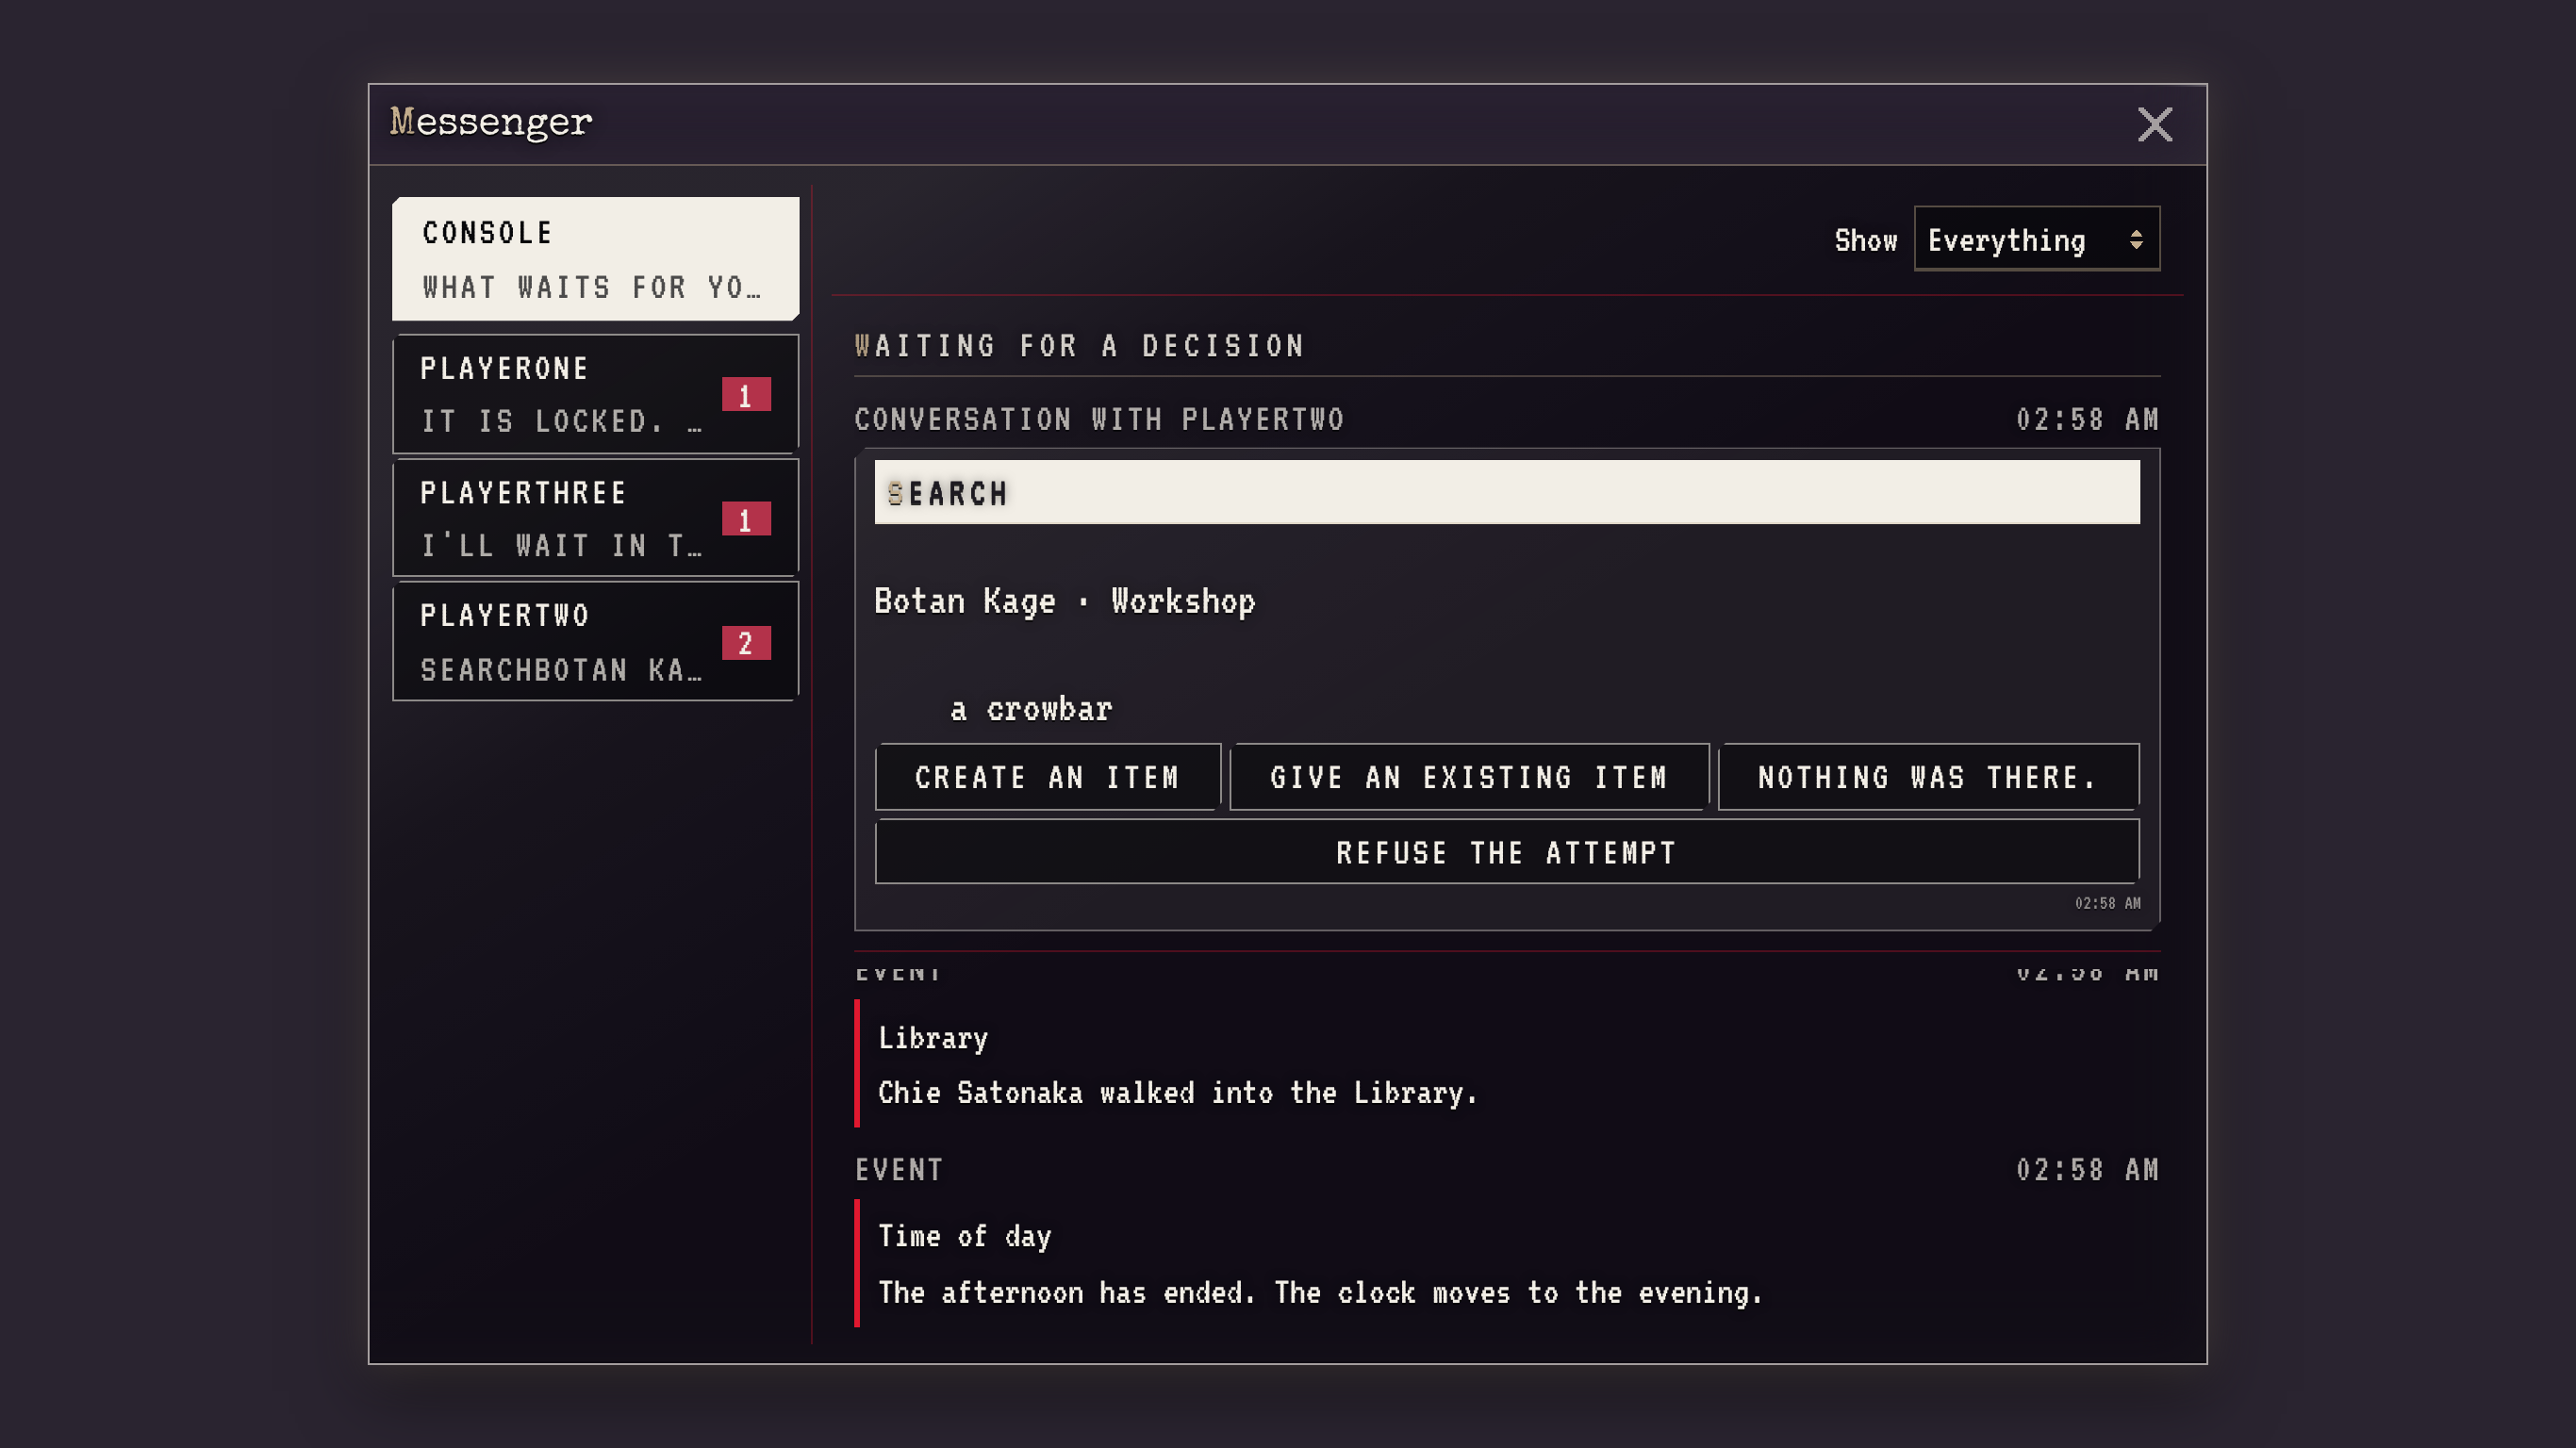 Messenger
CONSOLE
WHAT WAITS FOR YO…
PLAYERONE
1
IT IS LOCKED. …
PLAYERTHREE
1
I'LL WAIT IN T…
PLAYERTWO
2
SEARCHBOTAN KA…
Show Everything
WAITING FOR A DECISION
CONVERSATION WITH PLAYERTWO 02:58 AM
SEARCH
Botan Kage · Workshop
a crowbar
CREATE AN ITEM GIVE AN EXISTING ITEM NOTHING WAS THERE.
REFUSE THE ATTEMPT
02:58 AM
EVENT 02:58 AM
Library
Chie Satonaka walked into the Library.
EVENT 02:58 AM
Time of day
The afternoon has ended. The clock moves to the evening.